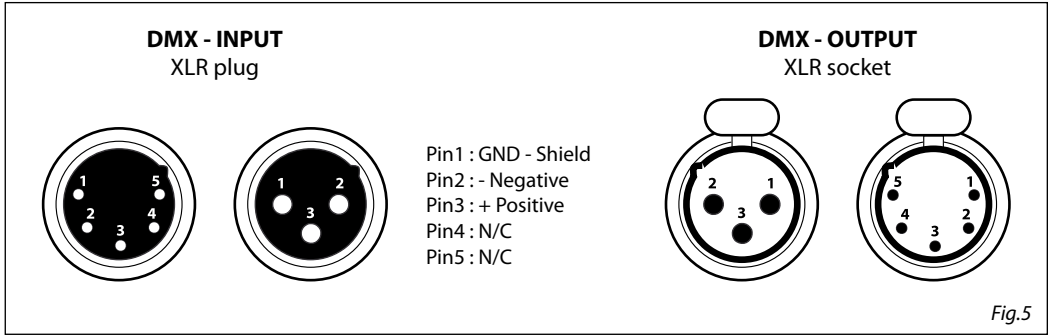 DMX - INPUT
XLR plug
DMX - OUTPUT
XLR socket
1 5
2 4
3
1 2
3
Pin1 : GND - Shield
Pin2 : - Negative
Pin3 : + Positive
Pin4 : N/C
Pin5 : N/C
2 1
3
5 1
4 2
3
Fig.5